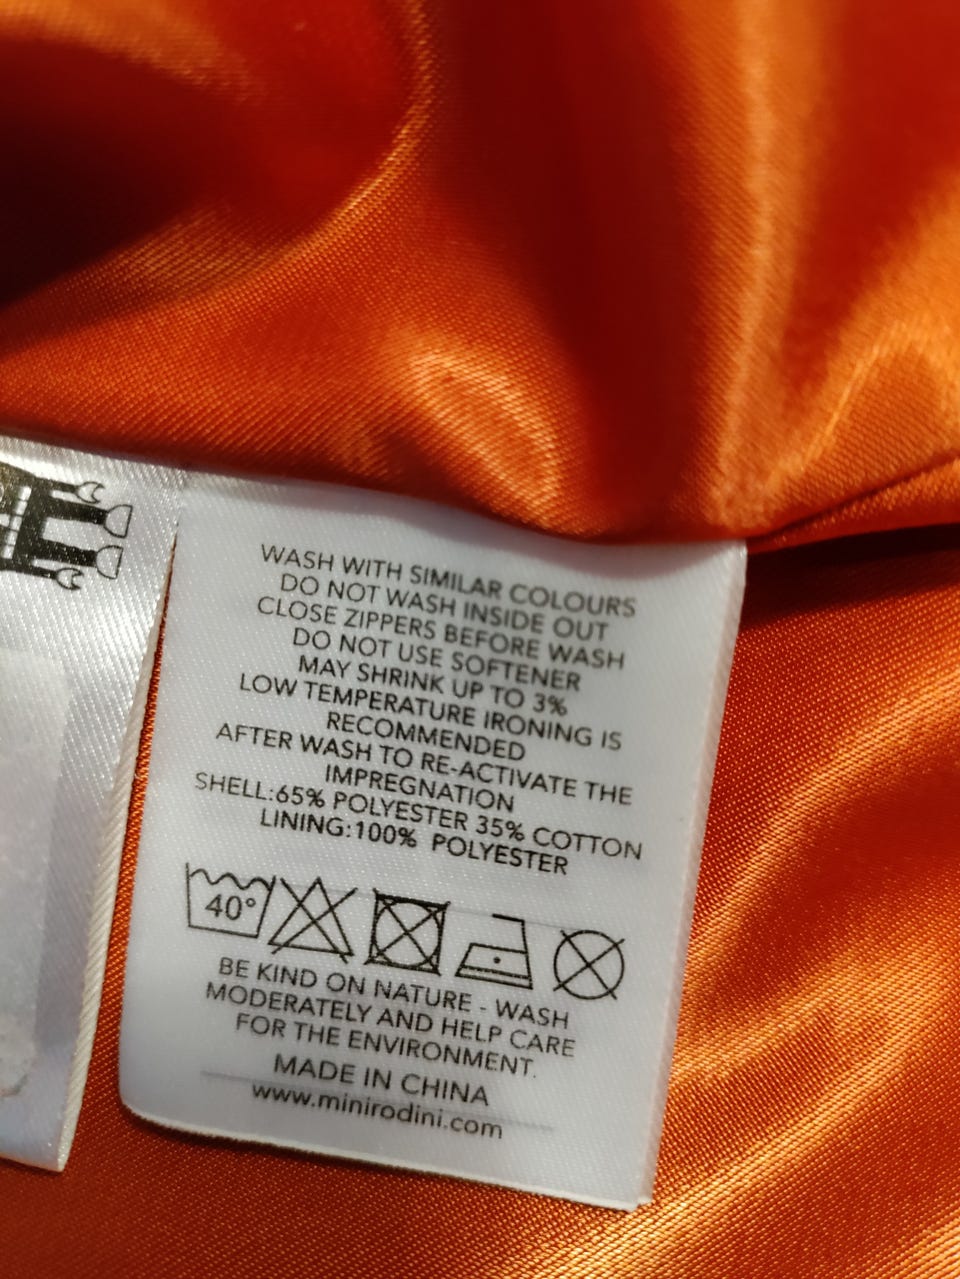 WASH WITH SIMILAR COLOURS
DO NOT WASH INSIDE OUT
CLOSE ZIPPERS BEFORE WASH
DO NOT USE SOFTENER
MAY SHRINK UP TO 3%
LOW TEMPERATURE IRONING IS
RECOMMENDED
AFTER WASH TO RE-ACTIVATE THE
IMPREGNATION
SHELL:65% POLYESTER 35% COTTON
LINING:100% POLYESTER
40°
BE KIND ON NATURE - WASH
MODERATELY AND HELP CARE
FOR THE ENVIRONMENT.
MADE IN CHINA
www.minirodini.com